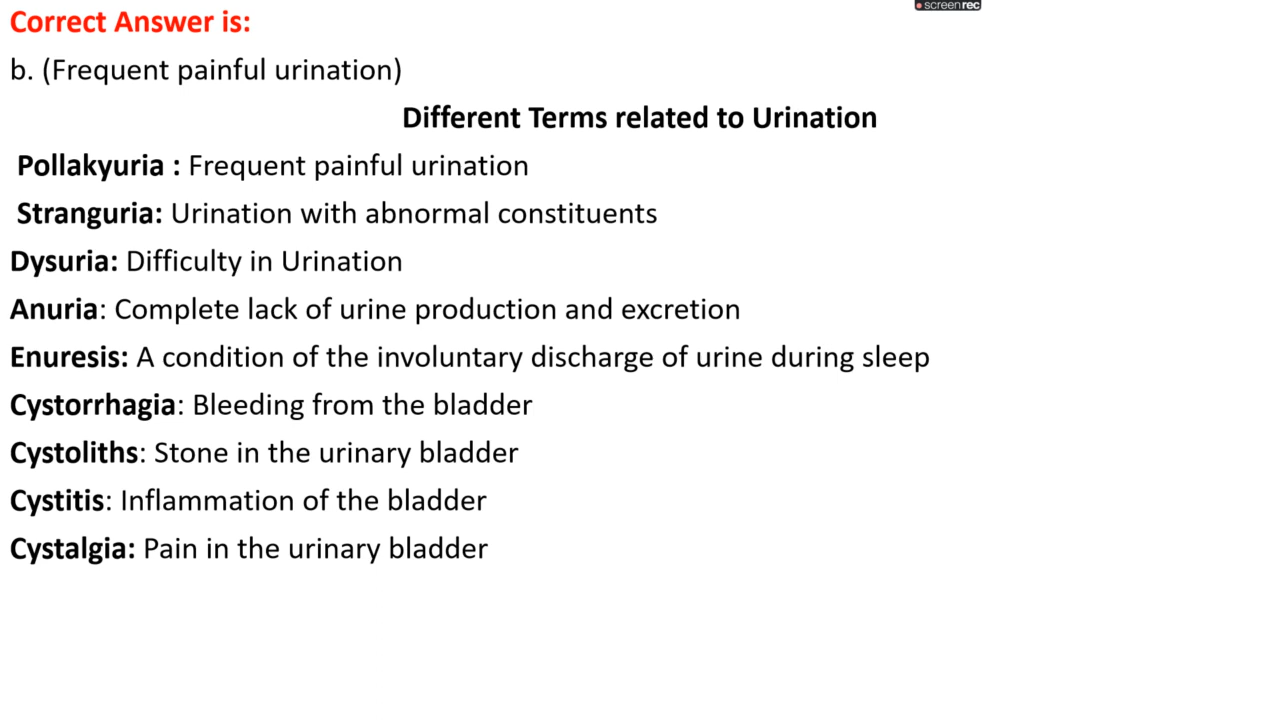 screenrec
Correct Answer is:
b. (Frequent painful urination)
Different Terms related to Urination
Pollakyuria : Frequent painful urination
Stranguria: Urination with abnormal constituents
Dysuria: Difficulty in Urination
Anuria: Complete lack of urine production and excretion
Enuresis: A condition of the involuntary discharge of urine during sleep
Cystorrhagia: Bleeding from the bladder
Cystoliths: Stone in the urinary bladder
Cystitis: Inflammation of the bladder
Cystalgia: Pain in the urinary bladder